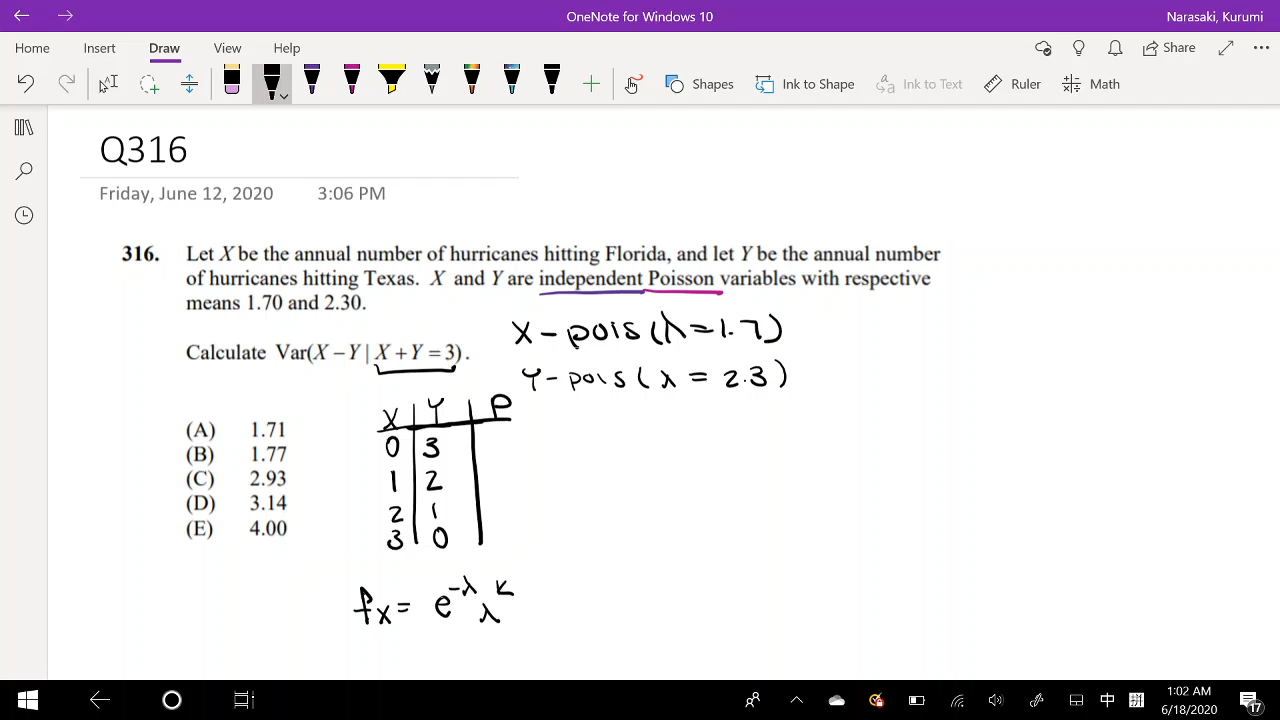 OneNote for Windows 10
Narasaki, Kurumi
Home Insert Draw View Help
Share
Shapes Ink to Shape Ink to Text Ruler Math
Q316
Friday, June 12, 2020 3:06 PM
316. Let X be the annual number of hurricanes hitting Florida, and let Y be the annual number
of hurricanes hitting Texas. X and Y are independent Poisson variables with respective
means 1.70 and 2.30.
X - pois(λ=1.7)
Calculate Var(X − Y | X + Y = 3).
Y - pois(λ = 2.3)
X Y P
0 3
1 2
2 1
3 0
(A) 1.71
(B) 1.77
(C) 2.93
(D) 3.14
(E) 4.00
fx = e^-λ λ^k
1:02 AM
中
6/18/2020
17